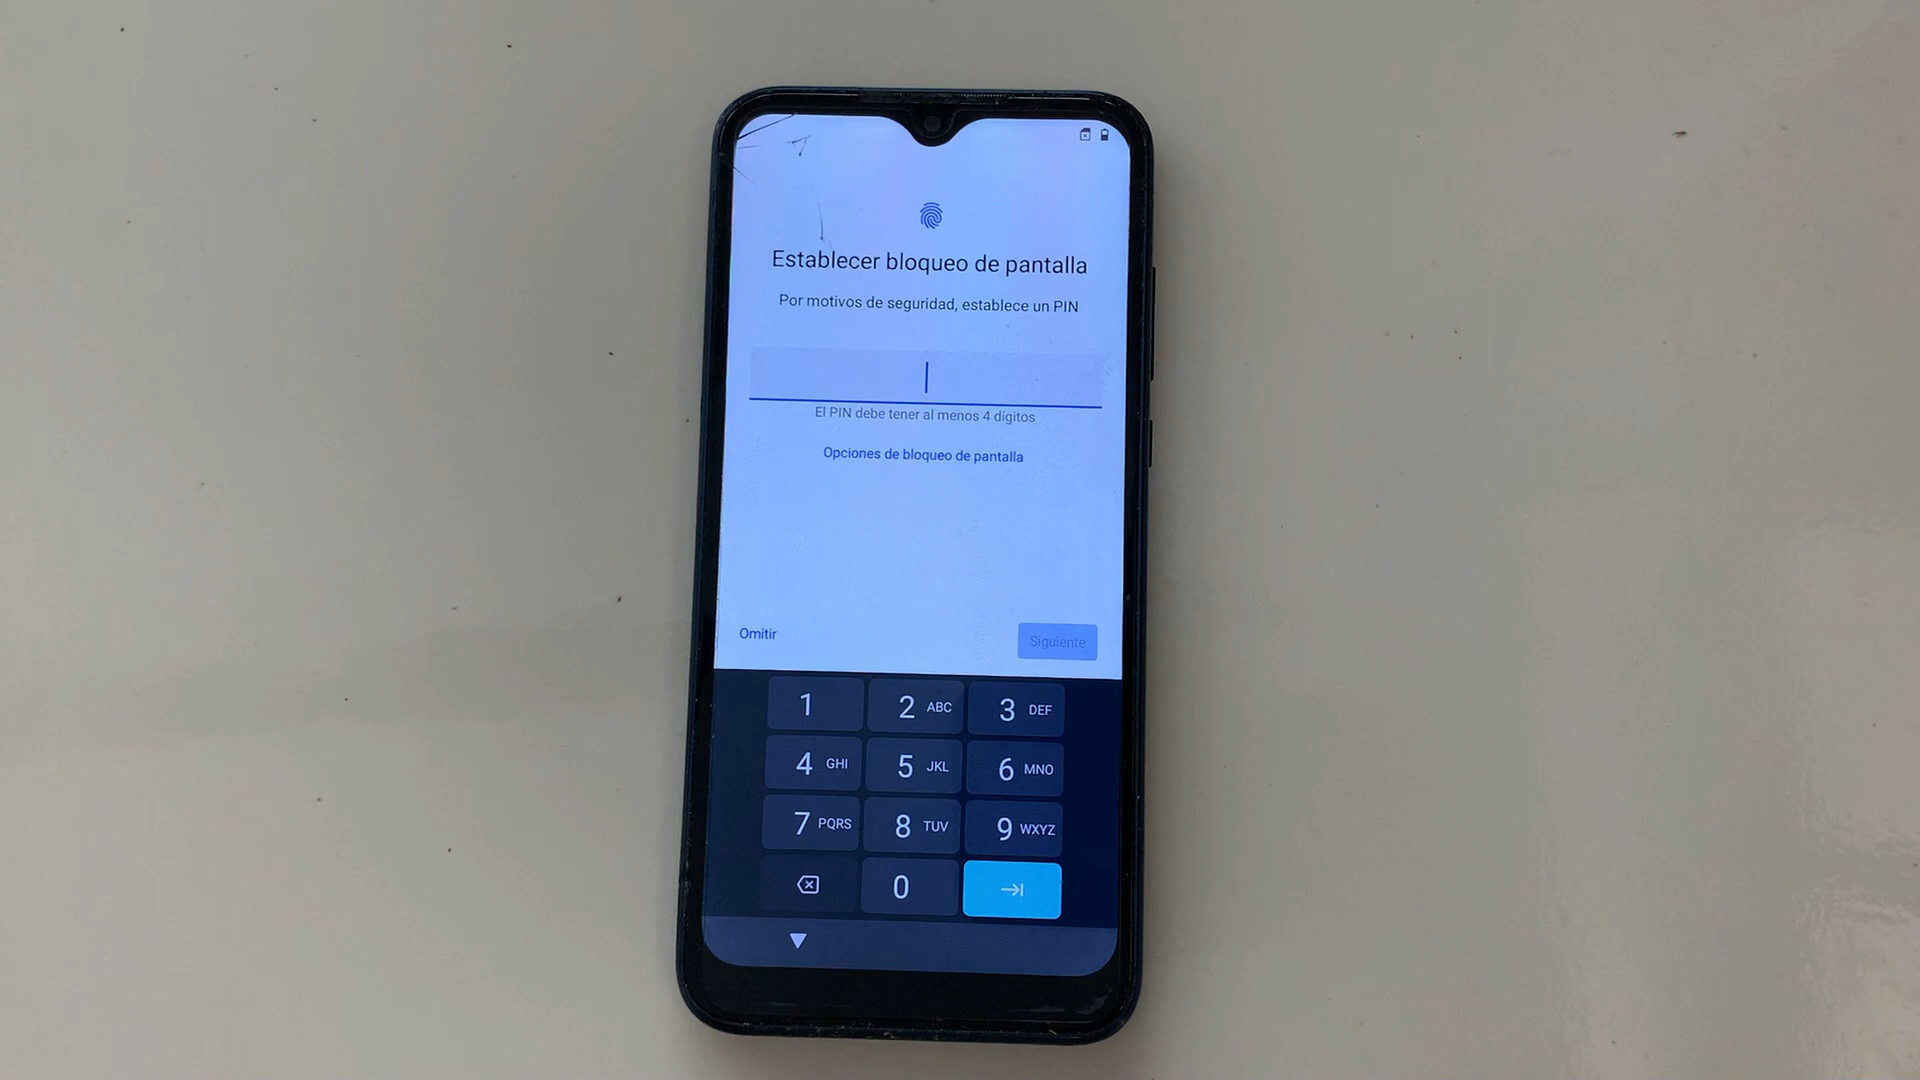 Establecer bloqueo de pantalla
Por motivos de seguridad, establece un PIN
El PIN debe tener al menos 4 dígitos
Opciones de bloqueo de pantalla
Omitir
Siguiente
1
2 ABC
3 DEF
4 GHI
5 JKL
6 MNO
7 PQRS
8 TUV
9 WXYZ
0